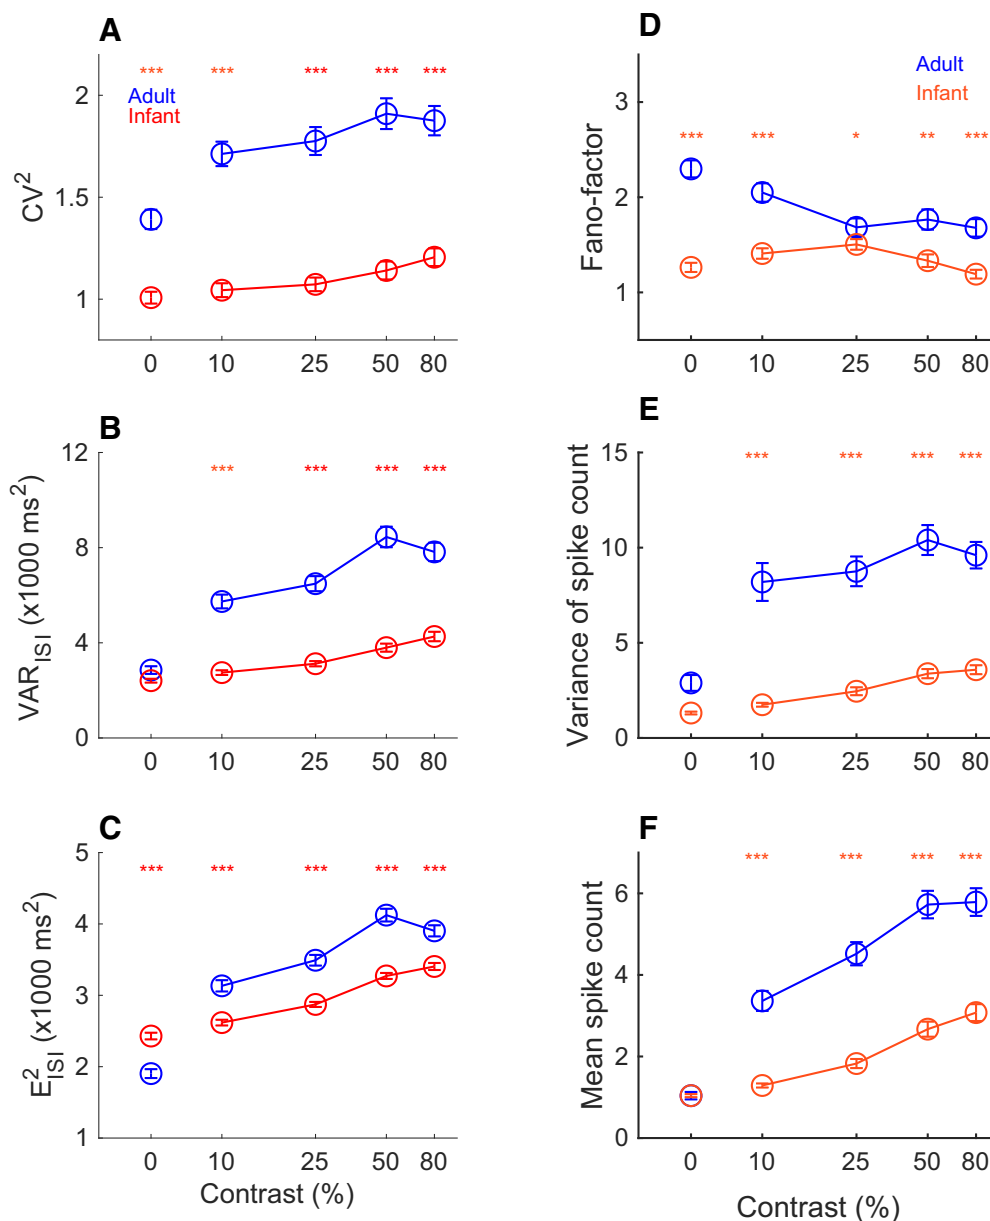 A
*** *** *** *** ***
Adult
Infant
2
1.5
1
CV²
0 10 25 50 80
B
12
8
4
0
*** *** *** ***
VAR_ISI (x1000 ms²)
0 10 25 50 80
C
5
4
3
2
1
*** *** *** *** ***
E²_ISI (x1000 ms²)
0 10 25 50 80
Contrast (%)
D
Adult
Infant
3
2
1
*** *** * ** ***
Fano-factor
0 10 25 50 80
E
15
10
5
0
*** *** *** ***
Variance of spike count
0 10 25 50 80
F
6
4
2
0
*** *** *** ***
Mean spike count
0 10 25 50 80
Contrast (%)